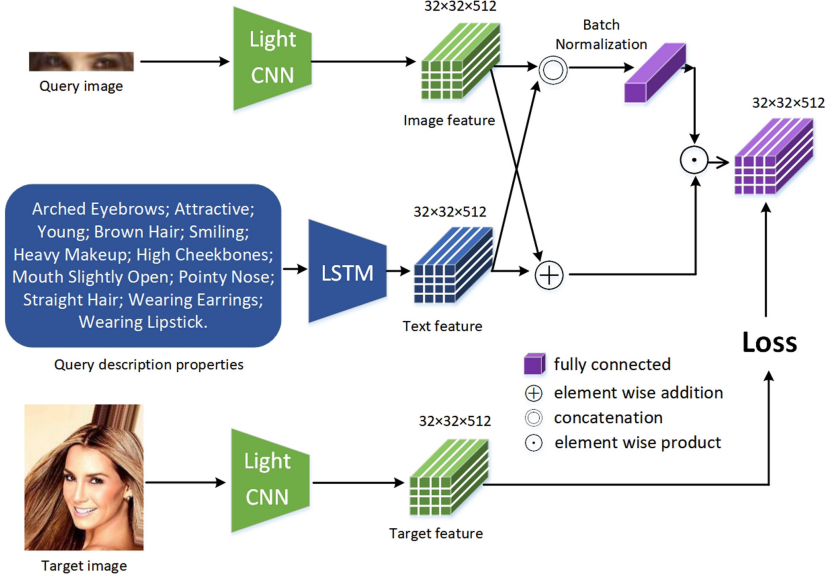 32×32×512
Light
CNN
Batch
Normalization
Query image
Image feature
32×32×512
Arched Eyebrows; Attractive;
Young; Brown Hair; Smiling;
Heavy Makeup; High Cheekbones;
Mouth Slightly Open; Pointy Nose;
Straight Hair; Wearing Earrings;
Wearing Lipstick.
LSTM
32×32×512
Text feature
Query description properties
Loss
fully connected
element wise addition
concatenation
element wise product
32×32×512
Light
CNN
Target feature
Target image